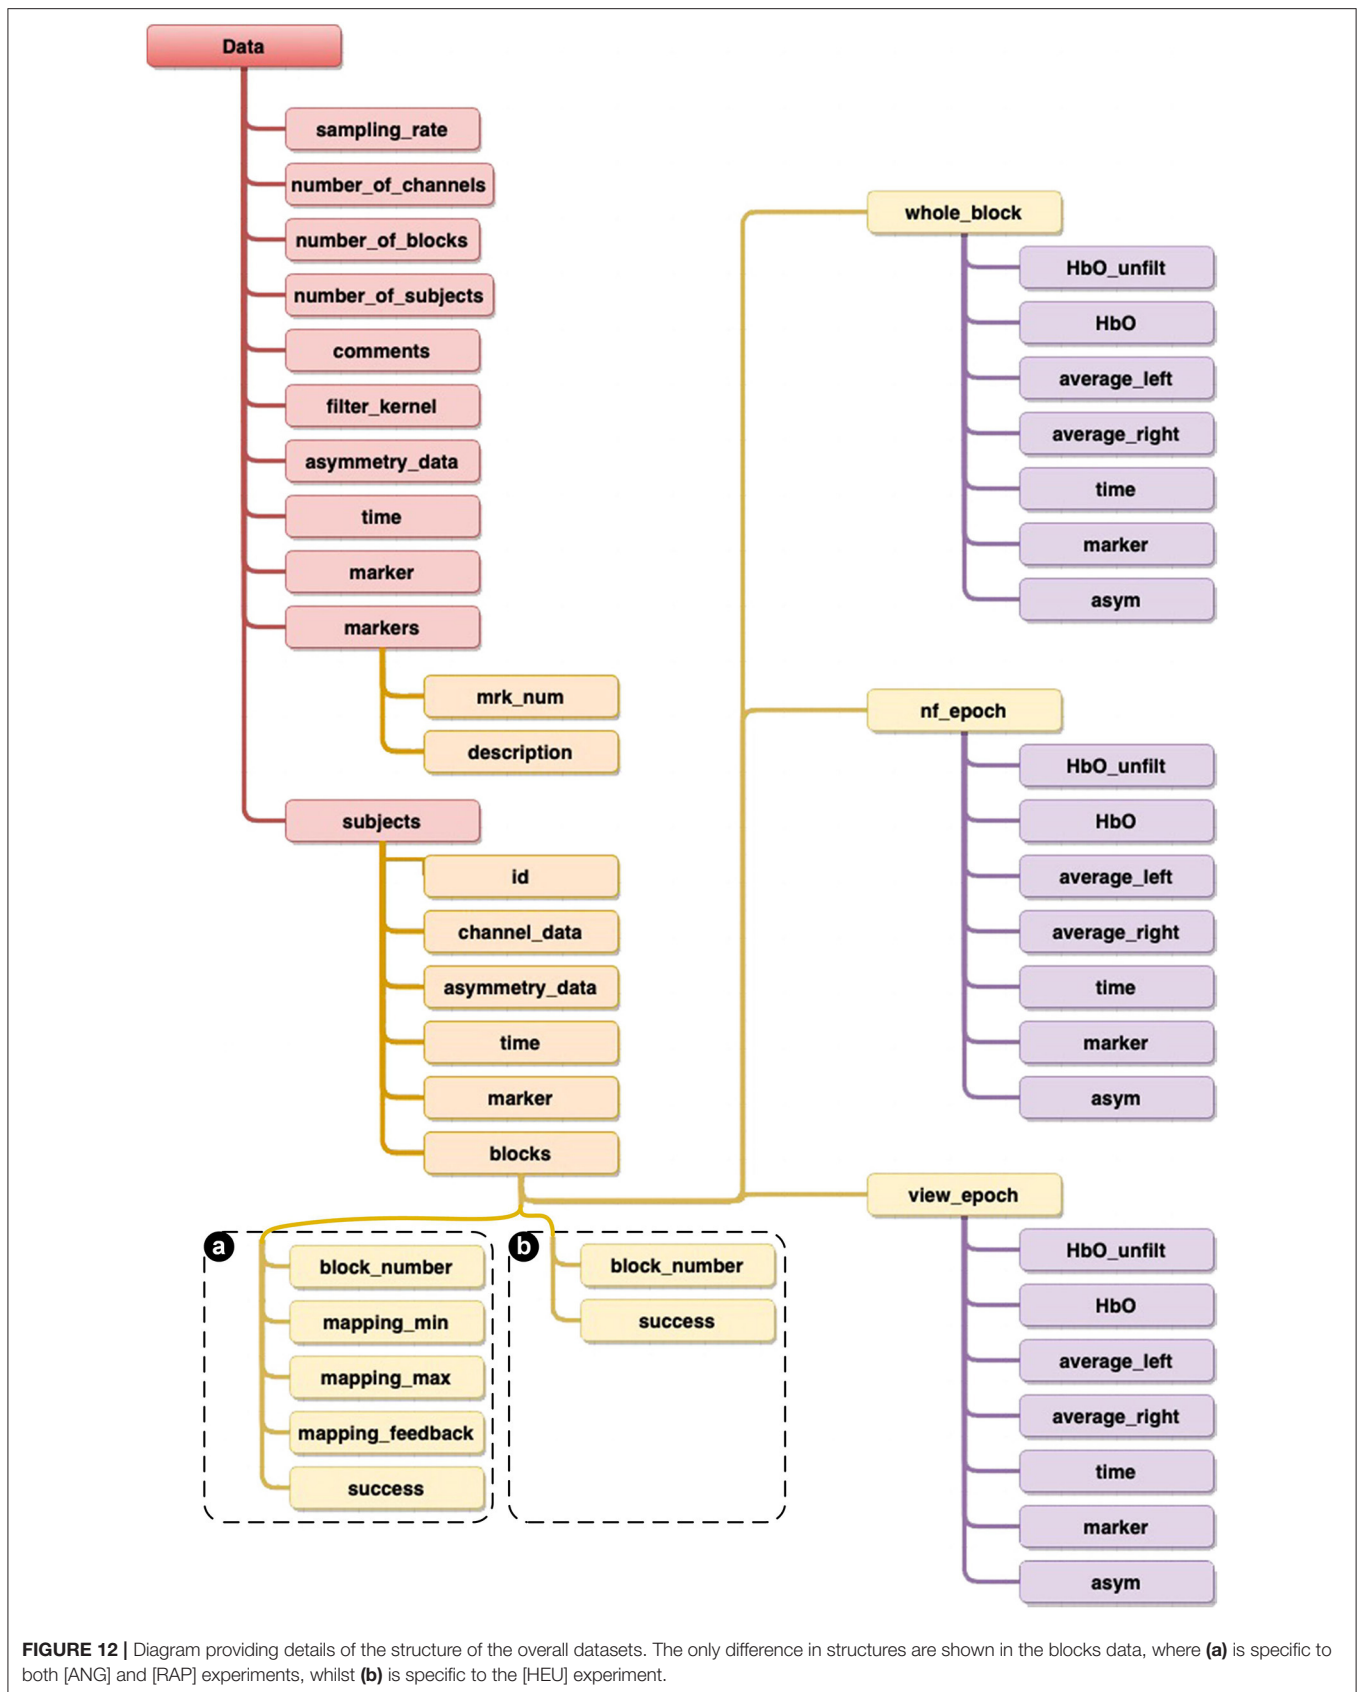 Data
sampling_rate
number_of_channels
number_of_blocks
number_of_subjects
comments
filter_kernel
asymmetry_data
time
marker
markers
mrk_num
description
subjects
id
channel_data
asymmetry_data
time
marker
blocks
a
block_number
mapping_min
mapping_max
mapping_feedback
success
b
block_number
success
whole_block
HbO_unfilt
HbO
average_left
average_right
time
marker
asym
nf_epoch
HbO_unfilt
HbO
average_left
average_right
time
marker
asym
view_epoch
HbO_unfilt
HbO
average_left
average_right
time
marker
asym
FIGURE 12 | Diagram providing details of the structure of the overall datasets. The only difference in structures are shown in the blocks data, where (a) is specific to
both [ANG] and [RAP] experiments, whilst (b) is specific to the [HEU] experiment.